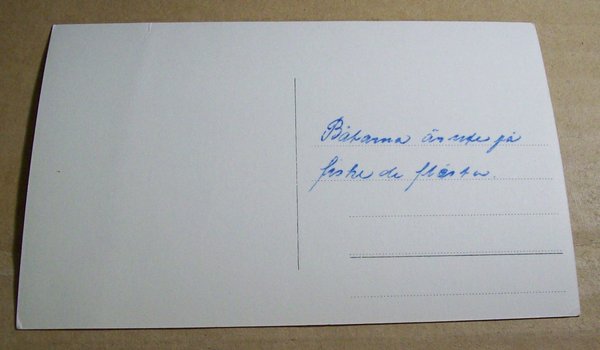 Båtarna är ute på
fiske de flesta.